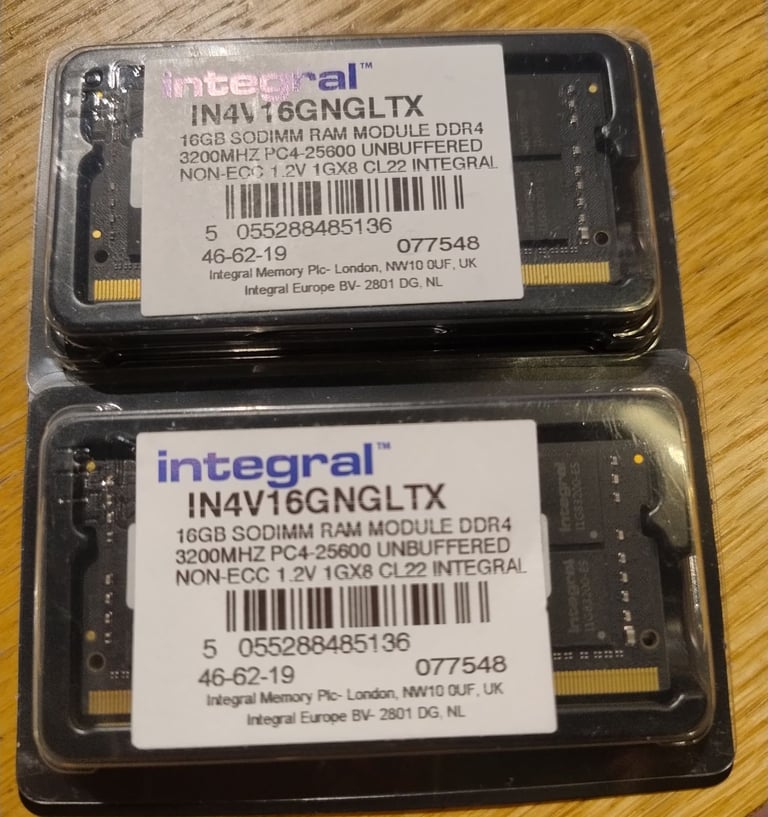 integral™
IN4V16GNGLTX
16GB SODIMM RAM MODULE DDR4
3200MHZ PC4-25600 UNBUFFERED
NON-ECC 1.2V 1GX8 CL22 INTEGRAL
5 055288485136
46-62-19 077548
Integral Memory Plc- London, NW10 0UF, UK
Integral Europe BV- 2801 DG, NL
integral™
IN4V16GNGLTX
16GB SODIMM RAM MODULE DDR4
3200MHZ PC4-25600 UNBUFFERED
NON-ECC 1.2V 1GX8 CL22 INTEGRAL
5 055288485136
46-62-19 077548
Integral Memory Plc- London, NW10 0UF, UK
Integral Europe BV- 2801 DG, NL
integral
integral